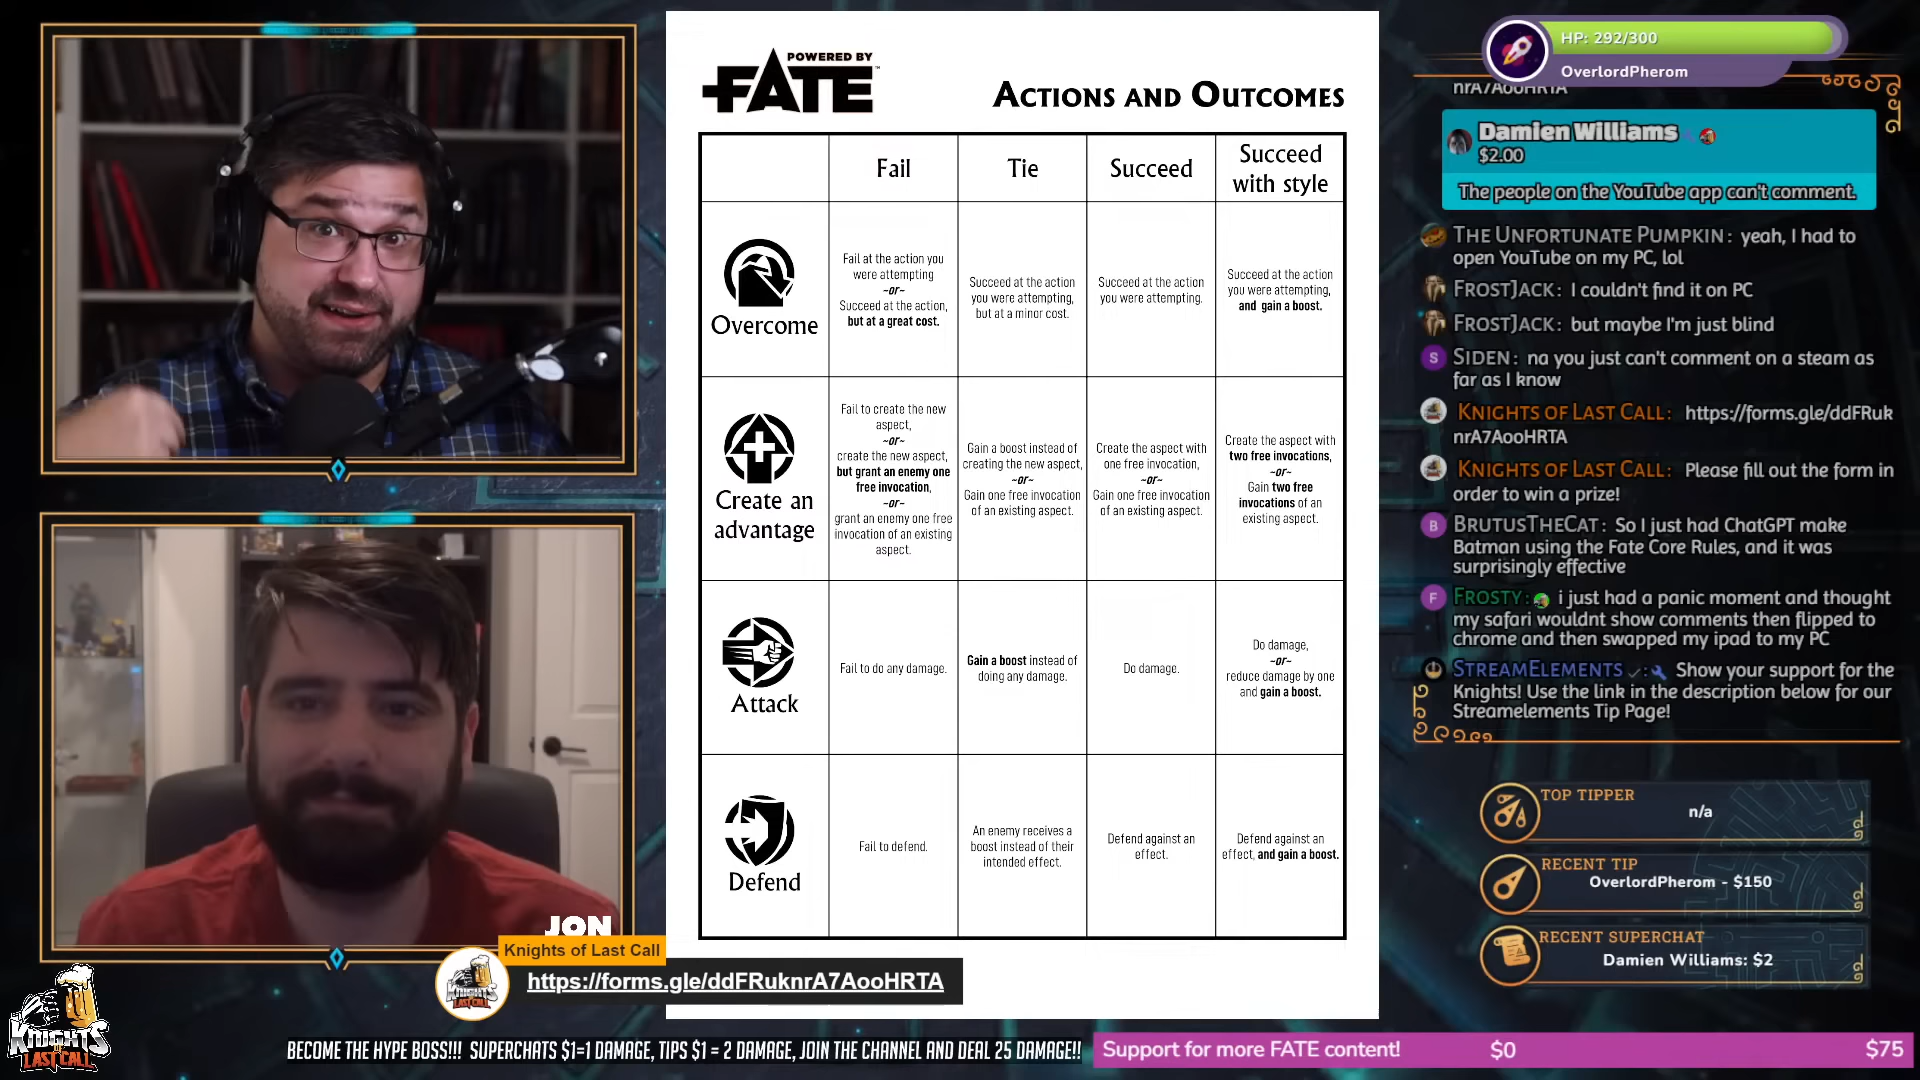 POWERED BY
FATE™
ACTIONS AND OUTCOMES
Fail
Tie
Succeed
Succeed
with style
Overcome
Fail at the action you
were attempting
~or~
Succeed at the action,
but at a great cost.
Succeed at the action
you were attempting,
but at a minor cost.
Succeed at the action
you were attempting.
Succeed at the action
you were attempting,
and gain a boost.
Create an
advantage
Fail to create the new
aspect,
~or~
create the new aspect,
but grant an enemy one
free invocation,
~or~
grant an enemy one free
invocation of an existing
aspect.
Gain a boost instead of
creating the new aspect,
~or~
Gain one free invocation
of an existing aspect.
Create the aspect with
one free invocation,
~or~
Gain one free invocation
of an existing aspect.
Create the aspect with
two free invocations,
~or~
Gain two free
invocations of an
existing aspect.
Attack
Fail to do any damage.
Gain a boost instead of
doing any damage.
Do damage.
Do damage,
~or~
reduce damage by one
and gain a boost.
Defend
Fail to defend.
An enemy receives a
boost instead of their
intended effect.
Defend against an
effect.
Defend against an
effect, and gain a boost.
HP: 292/300
OverlordPherom
nrA7AooHRTA
Damien Williams
$2.00
The people on the YouTube app can't comment.
THE UNFORTUNATE PUMPKIN: yeah, I had to
open YouTube on my PC, lol
FROSTJACK: I couldn't find it on PC
FROSTJACK: but maybe I'm just blind
S SIDEN: na you just can't comment on a steam as
far as I know
KNIGHTS OF LAST CALL: https://forms.gle/ddFRuk
nrA7AooHRTA
KNIGHTS OF LAST CALL: Please fill out the form in
order to win a prize!
B BRUTUSTHECAT: So I just had ChatGPT make
Batman using the Fate Core Rules, and it was
surprisingly effective
F FROSTY: i just had a panic moment and thought
my safari wouldnt show comments then flipped to
chrome and then swapped my ipad to my PC
STREAMELEMENTS: Show your support for the
Knights! Use the link in the description below for our
Streamelements Tip Page!
TOP TIPPER
n/a
RECENT TIP
OverlordPherom - $150
RECENT SUPERCHAT
Damien Williams: $2
JON
Knights of Last Call
https://forms.gle/ddFRuknrA7AooHRTA
KNIGHTS
LAST CALL
KNIGHTS
OF
LAST CALL
BECOME THE HYPE BOSS!!! SUPERCHATS $1=1 DAMAGE, TIPS $1 = 2 DAMAGE, JOIN THE CHANNEL AND DEAL 25 DAMAGE!!
Support for more FATE content! $0 $75